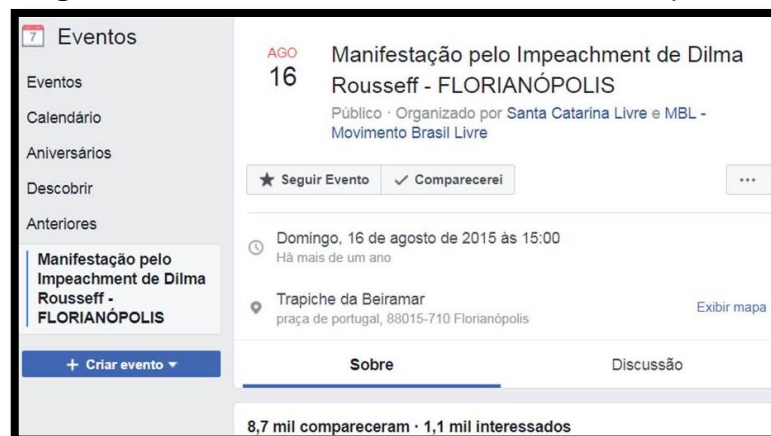 7 Eventos
Eventos
Calendário
Aniversários
Descobrir
Anteriores
Manifestação pelo
Impeachment de Dilma
Rousseff -
FLORIANÓPOLIS
+ Criar evento
AGO
16
Manifestação pelo Impeachment de Dilma
Rousseff - FLORIANÓPOLIS
Público · Organizado por Santa Catarina Livre e MBL -
Movimento Brasil Livre
Seguir Evento Comparecerei ...
Domingo, 16 de agosto de 2015 às 15:00
Há mais de um ano
Trapiche da Beiramar
praça de portugal, 88015-710 Florianópolis
Exibir mapa
Sobre Discussão
8,7 mil compareceram · 1,1 mil interessados